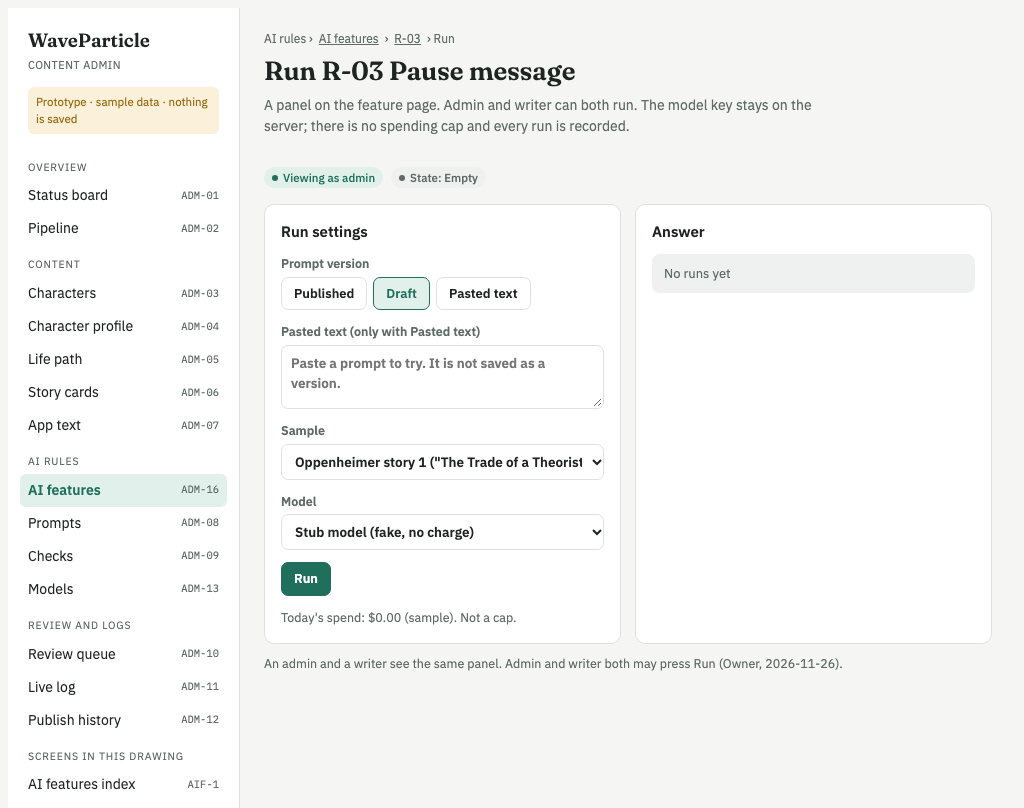 WaveParticle
CONTENT ADMIN
Prototype · sample data · nothing
is saved
OVERVIEW
Status board ADM-01
Pipeline ADM-02
CONTENT
Characters ADM-03
Character profile ADM-04
Life path ADM-05
Story cards ADM-06
App text ADM-07
AI RULES
AI features ADM-16
Prompts ADM-08
Checks ADM-09
Models ADM-13
REVIEW AND LOGS
Review queue ADM-10
Live log ADM-11
Publish history ADM-12
SCREENS IN THIS DRAWING
AI features index AIF-1
AI rules › AI features › R-03 › Run
Run R-03 Pause message
A panel on the feature page. Admin and writer can both run. The model key stays on the
server; there is no spending cap and every run is recorded.
Viewing as admin State: Empty
Run settings
Prompt version
Published Draft Pasted text
Pasted text (only with Pasted text)
Paste a prompt to try. It is not saved as a
version.
Sample
Oppenheimer story 1 ("The Trade of a Theorist
Model
Stub model (fake, no charge)
Run
Today's spend: $0.00 (sample). Not a cap.
Answer
No runs yet
An admin and a writer see the same panel. Admin and writer both may press Run (Owner, 2026-11-26).